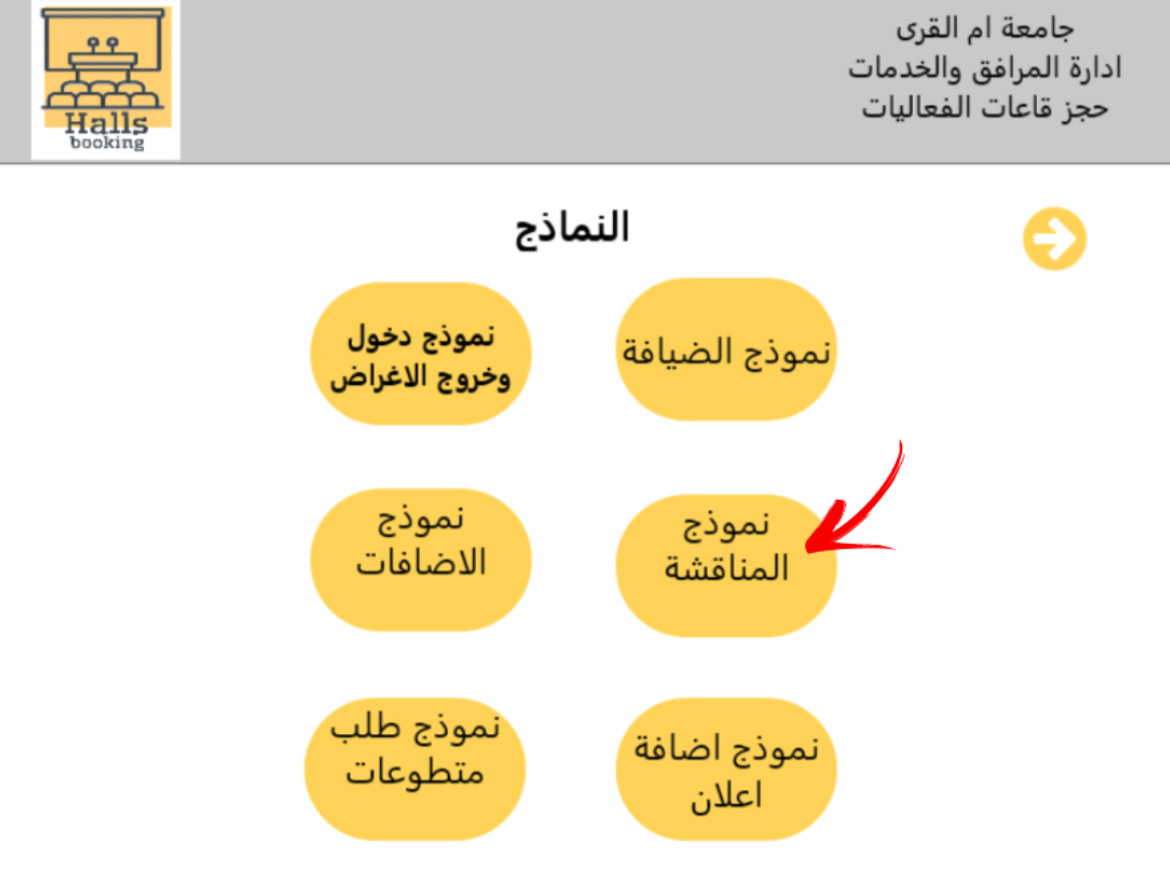 جامعة ام القرى
ادارة المرافق والخدمات
حجز قاعات الفعاليات
Halls
booking
النماذج
نموذج الضيافة
نموذج دخول
وخروج الاغراض
نموذج
المناقشة
نموذج
الاضافات
نموذج اضافة
اعلان
نموذج طلب
متطوعات